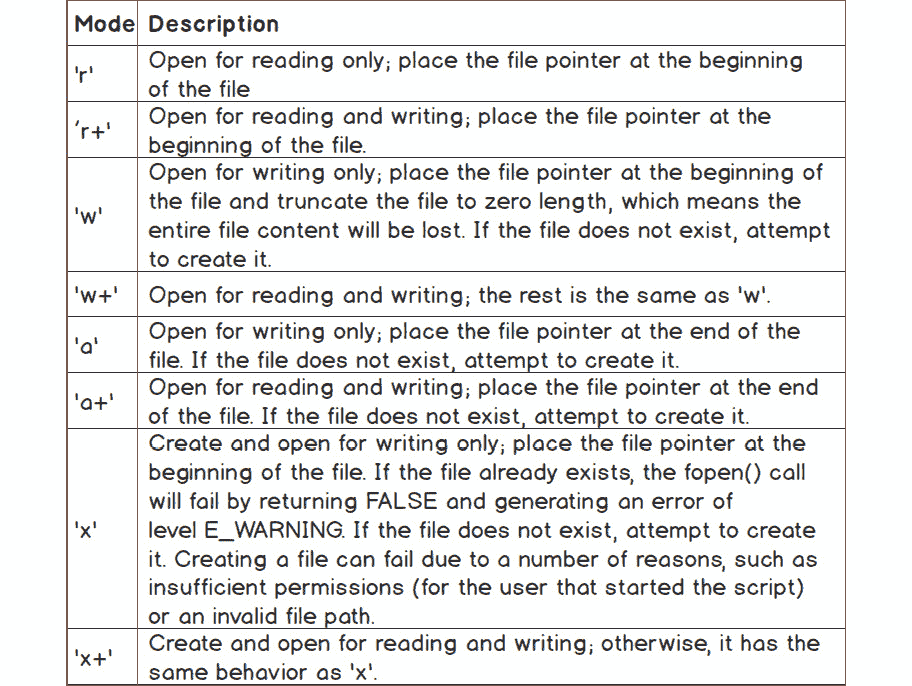 Mode Description
'r' Open for reading only; place the file pointer at the beginning
of the file
'r+' Open for reading and writing; place the file pointer at the
beginning of the file.
'w' Open for writing only; place the file pointer at the beginning of
the file and truncate the file to zero length, which means the
entire file content will be lost. If the file does not exist, attempt
to create it.
'w+' Open for reading and writing; the rest is the same as 'w'.
'a' Open for writing only; place the file pointer at the end of the
file. If the file does not exist, attempt to create it.
'a+' Open for reading and writing; place the file pointer at the end
of the file. If the file does not exist, attempt to create it.
'x' Create and open for writing only; place the file pointer at the
beginning of the file. If the file already exists, the fopen() call
will fail by returning FALSE and generating an error of
level E_WARNING. If the file does not exist, attempt to create
it. Creating a file can fail due to a number of reasons, such as
insufficient permissions (for the user that started the script)
or an invalid file path.
'x+' Create and open for reading and writing; otherwise, it has the
same behavior as 'x'.